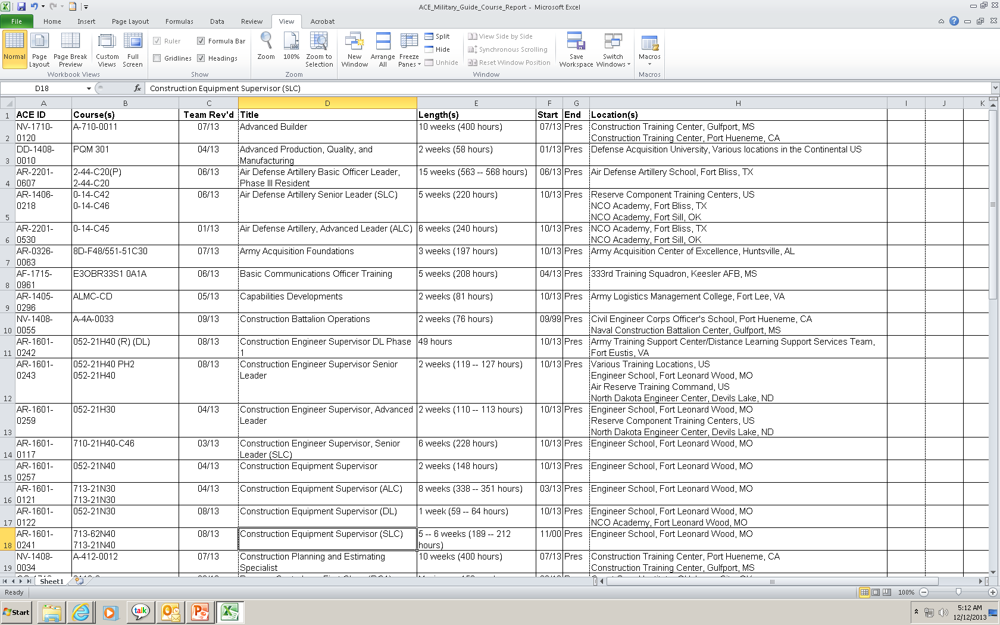 ACE_Military_Guide_Course_Report - Microsoft Excel
File Home Insert Page Layout Formulas Data Review View Acrobat
Normal
Page Layout
Page Break Preview
Custom Views
Full Screen
Workbook Views
Ruler
Formula Bar
Gridlines
Headings
Show
Zoom
100%
Zoom to Selection
Zoom
New Window
Arrange All
Freeze Panes
Split
Hide
Unhide
View Side by Side
Synchronous Scrolling
Reset Window Position
Window
Save Workspace
Switch Windows
Macros
Macros
D18 fx Construction Equipment Supervisor (SLC)
A B C D E F G H I J K
1 ACE ID Course(s) Team Rev'd Title Length(s) Start End Location(s)
NV-1710- A-710-0011 07/13 Advanced Builder 10 weeks (400 hours) 07/13 Pres Construction Training Center, Gulfport, MS
2 0120 Construction Training Center, Port Hueneme, CA
DD-1408- PQM 301 04/13 Advanced Production, Quality, and 2 weeks (58 hours) 01/13 Pres Defense Acquisition University, Various locations in the Continental US
3 0010 Manufacturing
AR-2201- 2-44-C20(P) 06/13 Air Defense Artillery Basic Officer Leader, 15 weeks (563 -- 568 hours) 06/13 Pres Air Defense Artillery School, Fort Bliss, TX
4 0607 2-44-C20 Phase III Resident
AR-1406- 0-14-C42 06/13 Air Defense Artillery Senior Leader (SLC) 5 weeks (220 hours) 10/13 Pres Reserve Component Training Centers, US
0218 0-14-C46 NCO Academy, Fort Bliss, TX
5 NCO Academy, Fort Sill, OK
AR-2201- 0-14-C45 01/13 Air Defense Artillery, Advanced Leader (ALC) 6 weeks (240 hours) 10/13 Pres NCO Academy, Fort Bliss, TX
6 0530 NCO Academy, Fort Sill, OK
AR-0326- 8D-F48/551-51C30 07/13 Army Acquisition Foundations 3 weeks (197 hours) 10/13 Pres Army Acquisition Center of Excellence, Huntsville, AL
7 0063
AF-1715- E3OBR33S1 0A1A 06/13 Basic Communications Officer Training 5 weeks (208 hours) 04/13 Pres 333rd Training Squadron, Keesler AFB, MS
8 0961
AR-1405- ALMC-CD 05/13 Capabilities Developments 2 weeks (81 hours) 10/13 Pres Army Logistics Management College, Fort Lee, VA
9 0296
NV-1408- A-4A-0033 09/13 Construction Battalion Operations 2 weeks (76 hours) 09/99 Pres Civil Engineer Corps Officer's School, Port Hueneme, CA
10 0055 Naval Construction Battalion Center, Gulfport, MS
AR-1601- 052-21H40 (R) (DL) 08/13 Construction Engineer Supervisor DL Phase 49 hours 10/13 Pres Army Training Support Center/Distance Learning Support Services Team,
11 0242 1 Fort Eustis, VA
AR-1601- 052-21H40 PH2 08/13 Construction Engineer Supervisor Senior 2 weeks (119 -- 127 hours) 10/13 Pres Various Training Locations, US
0243 052-21H40 Leader Engineer School, Fort Leonard Wood, MO
Air Reserve Training Command, US
12 North Dakota Engineer Center, Devils Lake, ND
AR-1601- 052-21H30 04/13 Construction Engineer Supervisor, Advanced 2 weeks (110 -- 113 hours) 10/13 Pres Engineer School, Fort Leonard Wood, MO
0259 Leader Reserve Component Training Centers, US
13 North Dakota Engineer Center, Devils Lake, ND
AR-1601- 710-21H40-C46 03/13 Construction Engineer Supervisor, Senior 6 weeks (228 hours) 10/13 Pres Engineer School, Fort Leonard Wood, MO
14 0117 Leader (SLC)
AR-1601- 052-21N40 04/13 Construction Equipment Supervisor 2 weeks (148 hours) 10/13 Pres Engineer School, Fort Leonard Wood, MO
15 0257
AR-1601- 713-21N30 04/13 Construction Equipment Supervisor (ALC) 8 weeks (338 -- 351 hours) 03/13 Pres Engineer School, Fort Leonard Wood, MO
16 0121 713-21N30
AR-1601- 052-21N30 08/13 Construction Equipment Supervisor (DL) 1 week (59 -- 64 hours) 10/13 Pres Engineer School, Fort Leonard Wood, MO
17 0122 NCO Academy, Fort Leonard Wood, MO
AR-1601- 713-62N40 08/13 Construction Equipment Supervisor (SLC) 5 -- 6 weeks (189 -- 212 11/00 Pres Engineer School, Fort Leonard Wood, MO
18 0241 713-21N40 hours)
NV-1408- A-412-0012 07/13 Construction Planning and Estimating 10 weeks (400 hours) 07/13 Pres Construction Training Center, Port Hueneme, CA
19 0034 Specialist Construction Training Center, Gulfport, MS
Sheet1
Ready 100%
Start talk 5:12 AM
12/12/2013